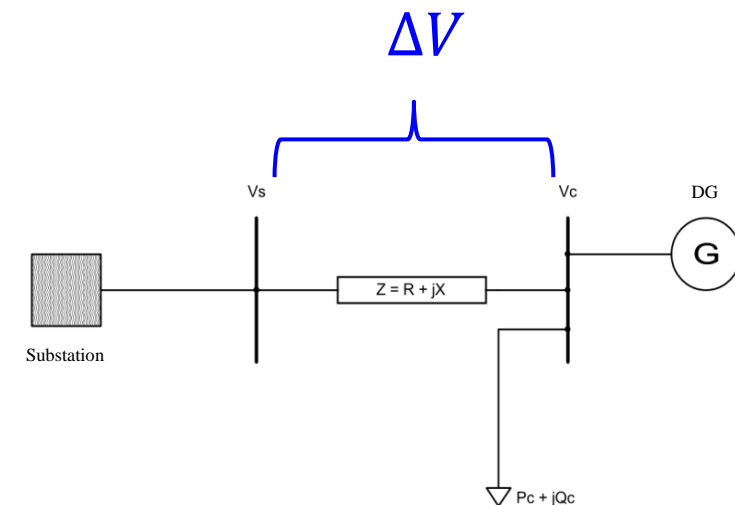 ΔV
Vs
Vc
DG
G
Z = R + jX
Substation
Pc + jQc